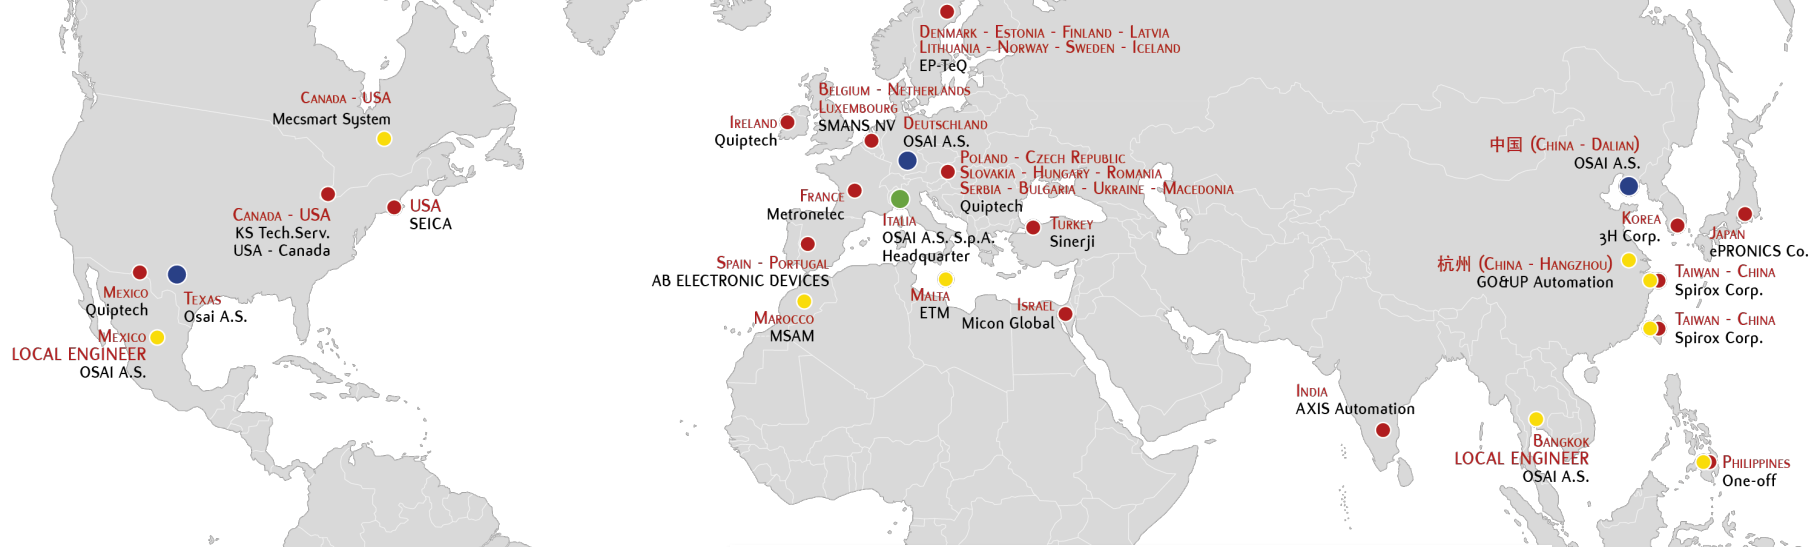 Canada - USA
Mecsmart System
Canada - USA
KS Tech.Serv.
USA - Canada
USA
SEICA
Mexico
Quiptech
Texas
Osai A.S.
Mexico
LOCAL ENGINEER
OSAI A.S.
Denmark - Estonia - Finland - Latvia
Lithuania - Norway - Sweden - Iceland
EP-TeQ
Belgium - Netherlands
Luxembourg
SMANS NV
Ireland
Quiptech
Deutschland
OSAI A.S.
Poland - Czech Republic
Slovakia - Hungary - Romania
Serbia - Bulgaria - Ukraine - Macedonia
Quiptech
France
Metronelec
Italia
OSAI A.S. S.p.A.
Headquarter
Turkey
Sinerji
Spain - Portugal
AB ELECTRONIC DEVICES
Marocco
MSAM
Malta
ETM
Israel
Micon Global
India
AXIS Automation
中国 (China - Dalian)
OSAI A.S.
Korea
3H Corp.
Japan
ePRONICS Co.
杭州 (China - Hangzhou)
GO&UP Automation
Taiwan - China
Spirox Corp.
Taiwan - China
Spirox Corp.
Bangkok
LOCAL ENGINEER
OSAI A.S.
Philippines
One-off